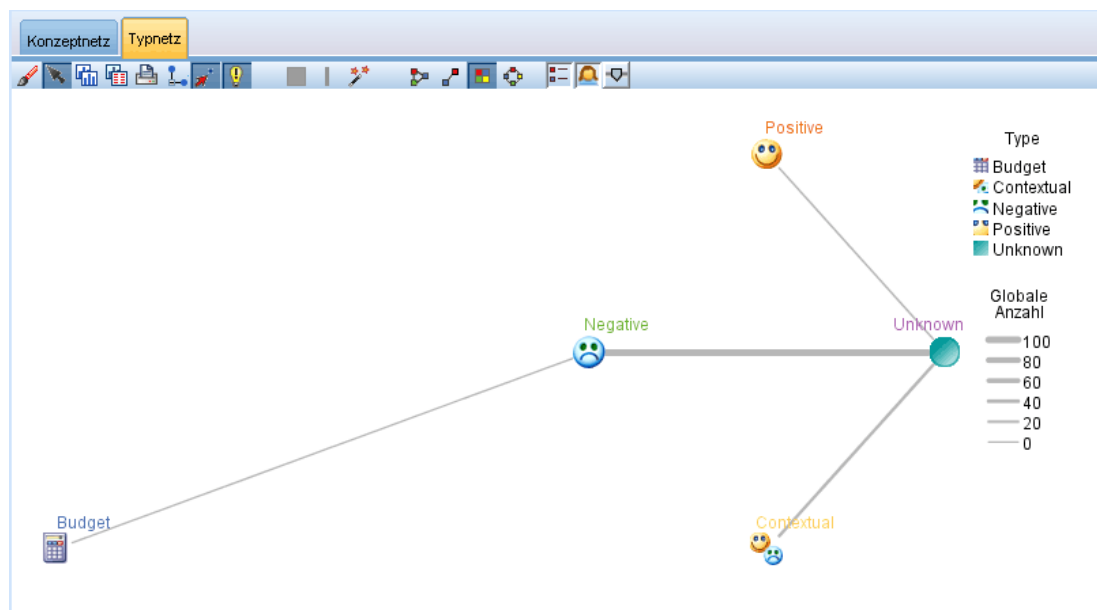 Konzeptnetz Typnetz
Positive
Type
Budget
Contextual
Negative
Positive
Unknown
Globale
Anzahl
100
80
60
40
20
0
Negative
Unknown
Budget
Contextual